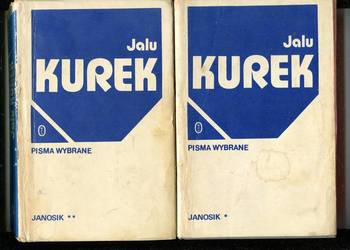 Jalu
KUREK
PISMA WYBRANE
JANOSIK **
Jalu
KUREK
PISMA WYBRANE
JANOSIK *